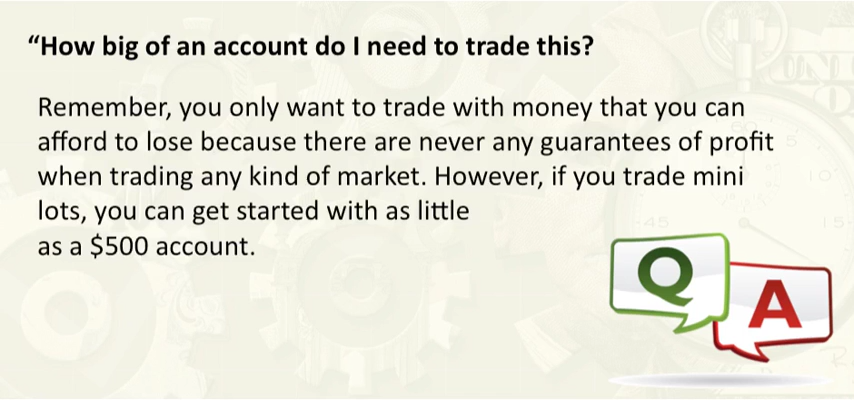 “How big of an account do I need to trade this?
Remember, you only want to trade with money that you can
afford to lose because there are never any guarantees of profit
when trading any kind of market. However, if you trade mini
lots, you can get started with as little
as a $500 account.
Q
A